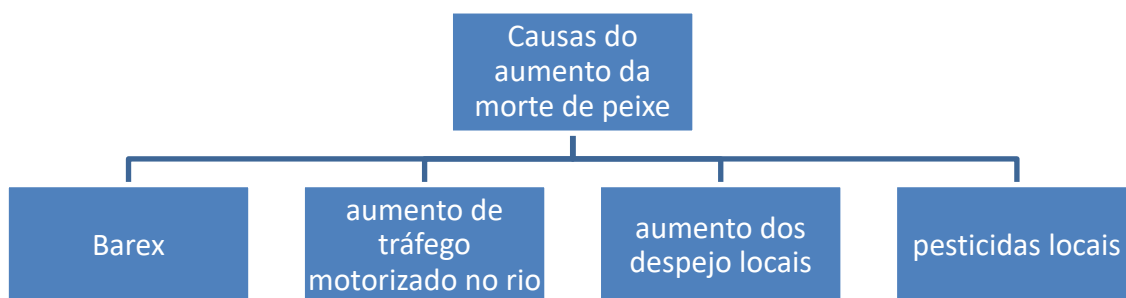 Causas do
aumento da
morte de peixe
Barex
aumento de
tráfego
motorizado no rio
aumento dos
despejo locais
pesticidas locais